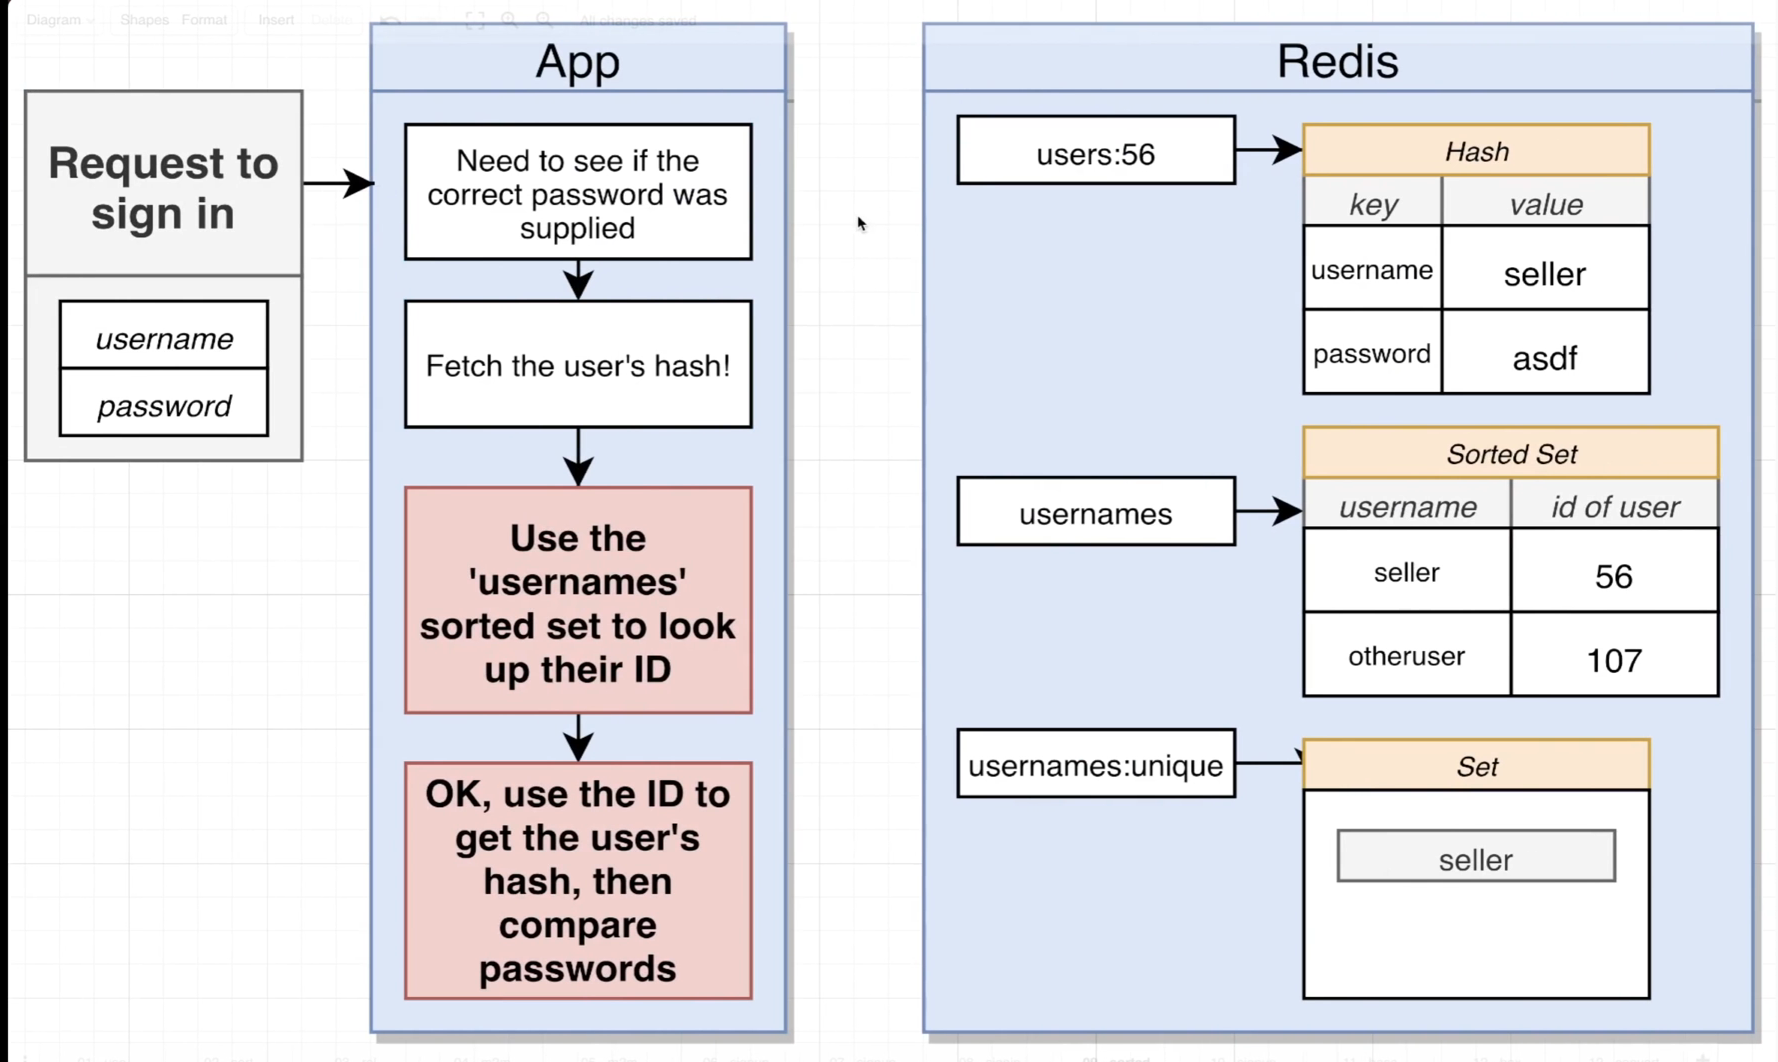 Diagram
Shapes
Format
Insert
All changes saved
App
Redis
Request to
sign in
username
password
Need to see if the
correct password was
supplied
Fetch the user's hash!
Use the
'usernames'
sorted set to look
up their ID
OK, use the ID to
get the user's
hash, then
compare
passwords
users:56
Hash
key value
username seller
password asdf
usernames
Sorted Set
username id of user
seller 56
otheruser 107
usernames:unique
Set
seller